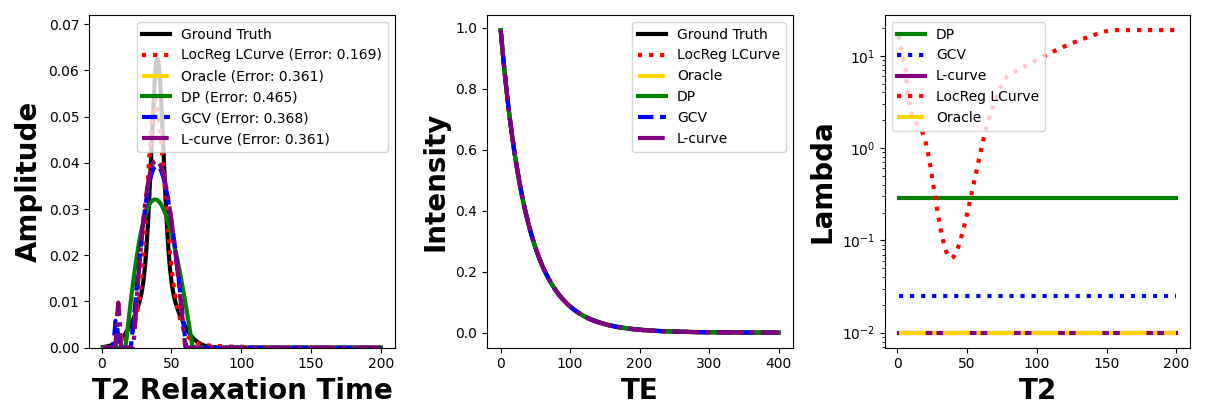 0.07
0.06
0.05
0.04
0.03
0.02
0.01
0.00
Amplitude
Ground Truth
LocReg LCurve (Error: 0.169)
Oracle (Error: 0.361)
DP (Error: 0.465)
GCV (Error: 0.368)
L-curve (Error: 0.361)
0 50 100 150 200
T2 Relaxation Time
1.0
0.8
0.6
0.4
0.2
0.0
Intensity
Ground Truth
LocReg LCurve
Oracle
DP
GCV
L-curve
0 100 200 300 400
TE
10¹
10⁰
10⁻¹
10⁻²
Lambda
DP
GCV
L-curve
LocReg LCurve
Oracle
0 50 100 150 200
T2